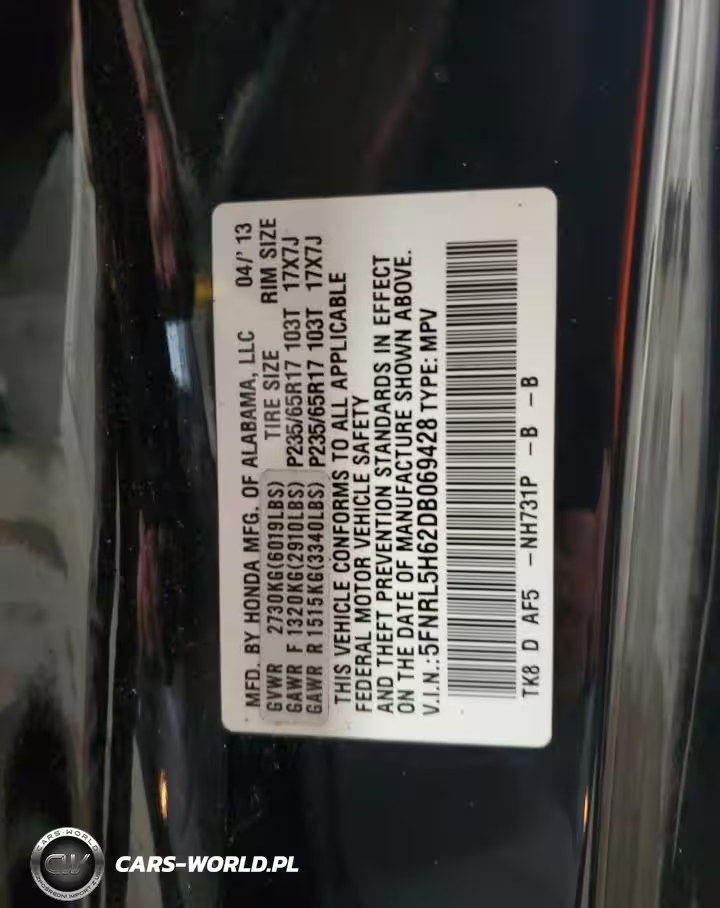 MFD. BY HONDA MFG. OF ALABAMA, LLC 04/' 13
GVWR 2730KG(6019LBS) TIRE SIZE RIM SIZE
GAWR F 1320KG(2910LBS) P235/65R17 103T 17X7J
GAWR R 1515KG(3340LBS) P235/65R17 103T 17X7J
THIS VEHICLE CONFORMS TO ALL APPLICABLE
FEDERAL MOTOR VEHICLE SAFETY
AND THEFT PREVENTION STANDARDS IN EFFECT
ON THE DATE OF MANUFACTURE SHOWN ABOVE.
V.I.N.:5FNRL5H62DB069428 TYPE: MPV
TK8 D AF5 -NH731P -B -B
CARS-WORLD
CW
CARS-WORLD.PL